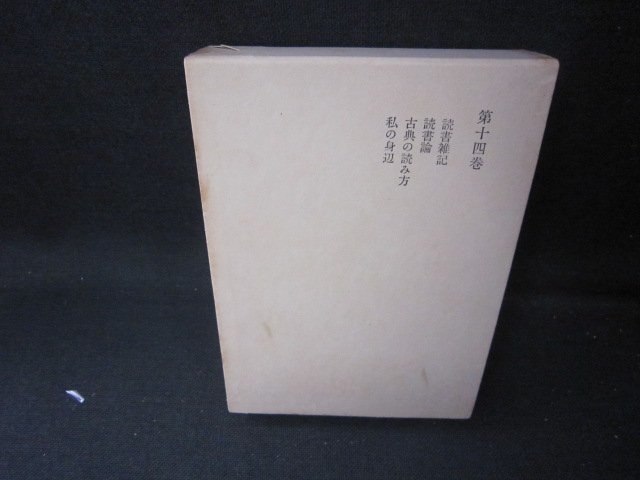 第十四巻
読書雑記
読書論
古典の読み方
私の身辺